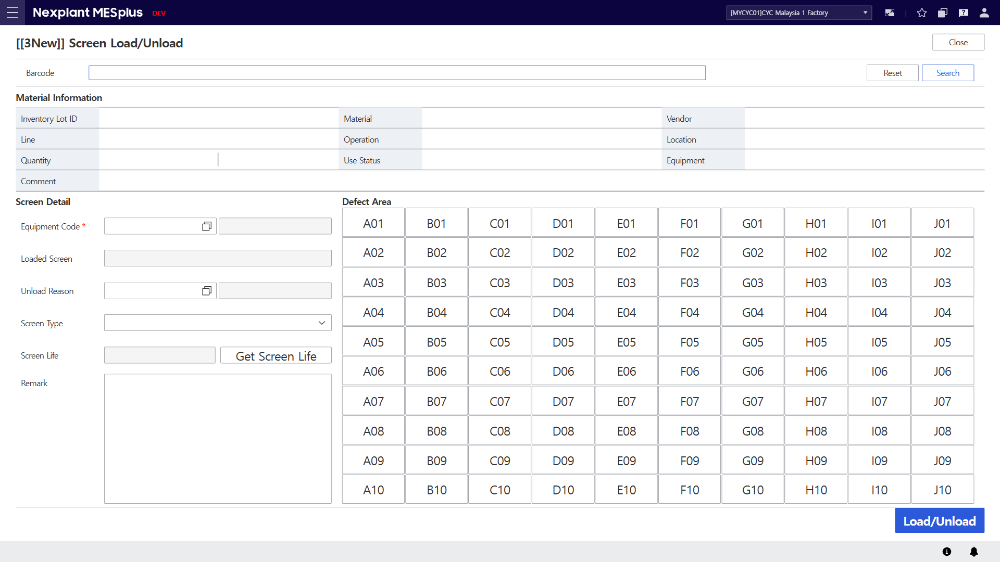 Nexplant MESplus DEV [MYCYC01]CYC Malaysia 1 Factory
[[3New]] Screen Load/Unload Close
Barcode Reset Search
Material Information
Inventory Lot ID Material Vendor
Line Operation Location
Quantity Use Status Equipment
Comment
Screen Detail
Equipment Code *
Loaded Screen
Unload Reason
Screen Type
Screen Life Get Screen Life
Remark
Defect Area
A01 B01 C01 D01 E01 F01 G01 H01 I01 J01
A02 B02 C02 D02 E02 F02 G02 H02 I02 J02
A03 B03 C03 D03 E03 F03 G03 H03 I03 J03
A04 B04 C04 D04 E04 F04 G04 H04 I04 J04
A05 B05 C05 D05 E05 F05 G05 H05 I05 J05
A06 B06 C06 D06 E06 F06 G06 H06 I06 J06
A07 B07 C07 D07 E07 F07 G07 H07 I07 J07
A08 B08 C08 D08 E08 F08 G08 H08 I08 J08
A09 B09 C09 D09 E09 F09 G09 H09 I09 J09
A10 B10 C10 D10 E10 F10 G10 H10 I10 J10
Load/Unload